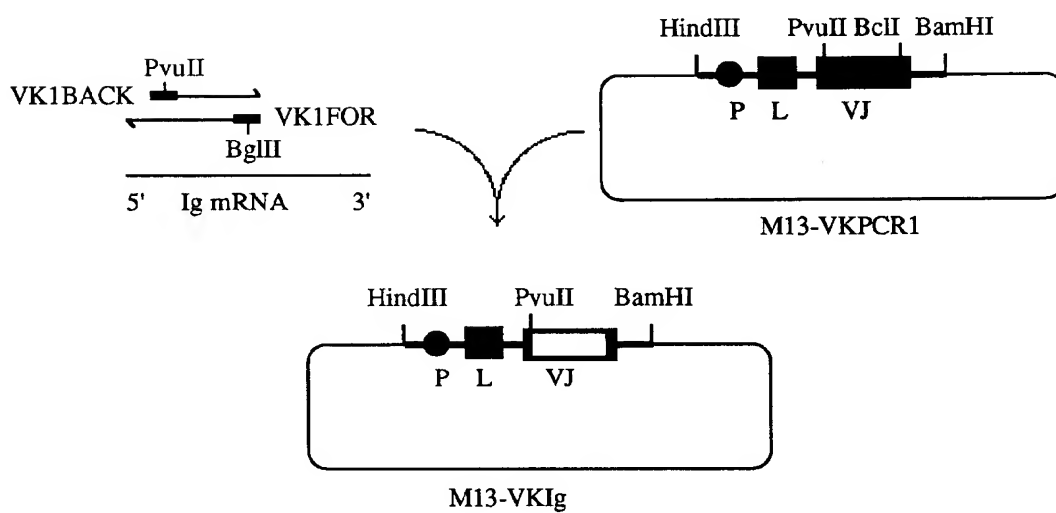 PvuII
VK1BACK
VK1FOR
BglII
5' Ig mRNA 3'
HindIII PvuII BclI BamHI
P L VJ
M13-VKPCR1
HindIII PvuII BamHI
P L VJ
M13-VKIg